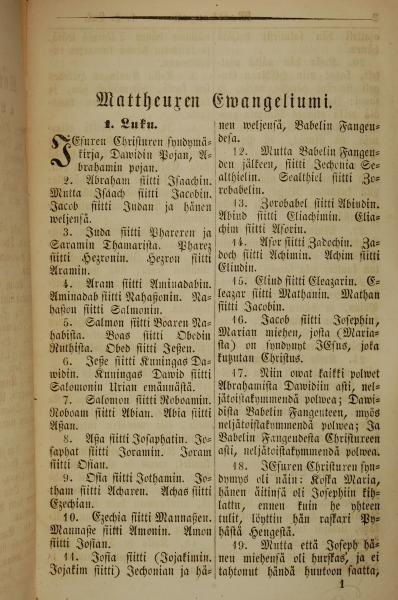 Mattheuxen Ewangeliumi.
1. Luku.
JEsuxen Christuxen syndymä-
kirja, Dawidin Pojan, A-
brahamin pojan.
2. Abraham siitti Isaachin.
Mutta Isaach siitti Jacobin.
Jacob siitti Judan ja hänen
weljensä.
3. Juda siitti Phareren ja
Saramin Thamarista. Pharez
siitti Hezronin. Hezron siitti
Aramin.
4. Aram siitti Aminadabin.
Aminadab siitti Nahaßonin. Na-
haßon siitti Salmonin.
5. Salmon siitti Boaxen Na-
habista. Boas siitti Obedin
Ruthista. Obed siitti Jeßen.
6. Jeße siitti Kuningas Da-
widin. Kuningas Dawid siitti
Salomonin Urian emännästä.
7. Salomon siitti Roboamin.
Roboam siitti Abian. Abia siitti
Aßan.
8. Aßa siitti Josaphatin. Jo-
saphat siitti Joramin. Joram
siitti Osian.
9. Osia siitti Jothamin. Jo-
tham siitti Acharen. Achas siitti
Ezechian.
10. Ezechia siitti Mannaßen.
Mannaße siitti Amonin. Amon
siitti Josian.
11. Josia siitti (Jojakimin.
Jojakim siitti) Jechonian ja hä-
nen weljensä, Babelin Fangeu-
desa.
12. Mutta Babelin Fangeu-
den jälkeen, siitti Jechonia Se-
althielin. Sealthiel siitti Zo-
robabelin.
13. Zorobabel siitti Abiudin.
Abiud siitti Eliachimin. Elia-
chim siitti Asorin.
14. Asor siitti Zadochin. Za-
doch siitti Achimin. Achim siitti
Eliudin.
15. Eliud siitti Eleazarin. E-
leazar siitti Mathanin. Mathan
siitti Jacobin.
16. Jacob siitti Josephin,
Marian miehen, josta (Maria-
sta) on syndynyt JEsus, joka
kutzutan Christus.
17. Niin owat kaikki polwet
Abrahamista Dawidiin asti, nel-
jätoistakymmendä polwea; Dawi-
dista Babelin Fangeuteen, myös
neljätoistakymmendä polwea; Ja
Babelin Fangeudesta Christuxeen
asti, neljätoistakymmendä polwea.
18. JEsuxen Christuxen syn-
dymys oli näin: Koska Maria,
hänen äitinsä oli Josephiin kih-
lattu, ennen kuin he yhteen
tulit, löyttin hän raskari Py-
hästä Hengestä.
19. Mutta että Joseph hä-
nen miehensä oli hurskas, ja ei
tahtonut händä huutoon saatta,
1